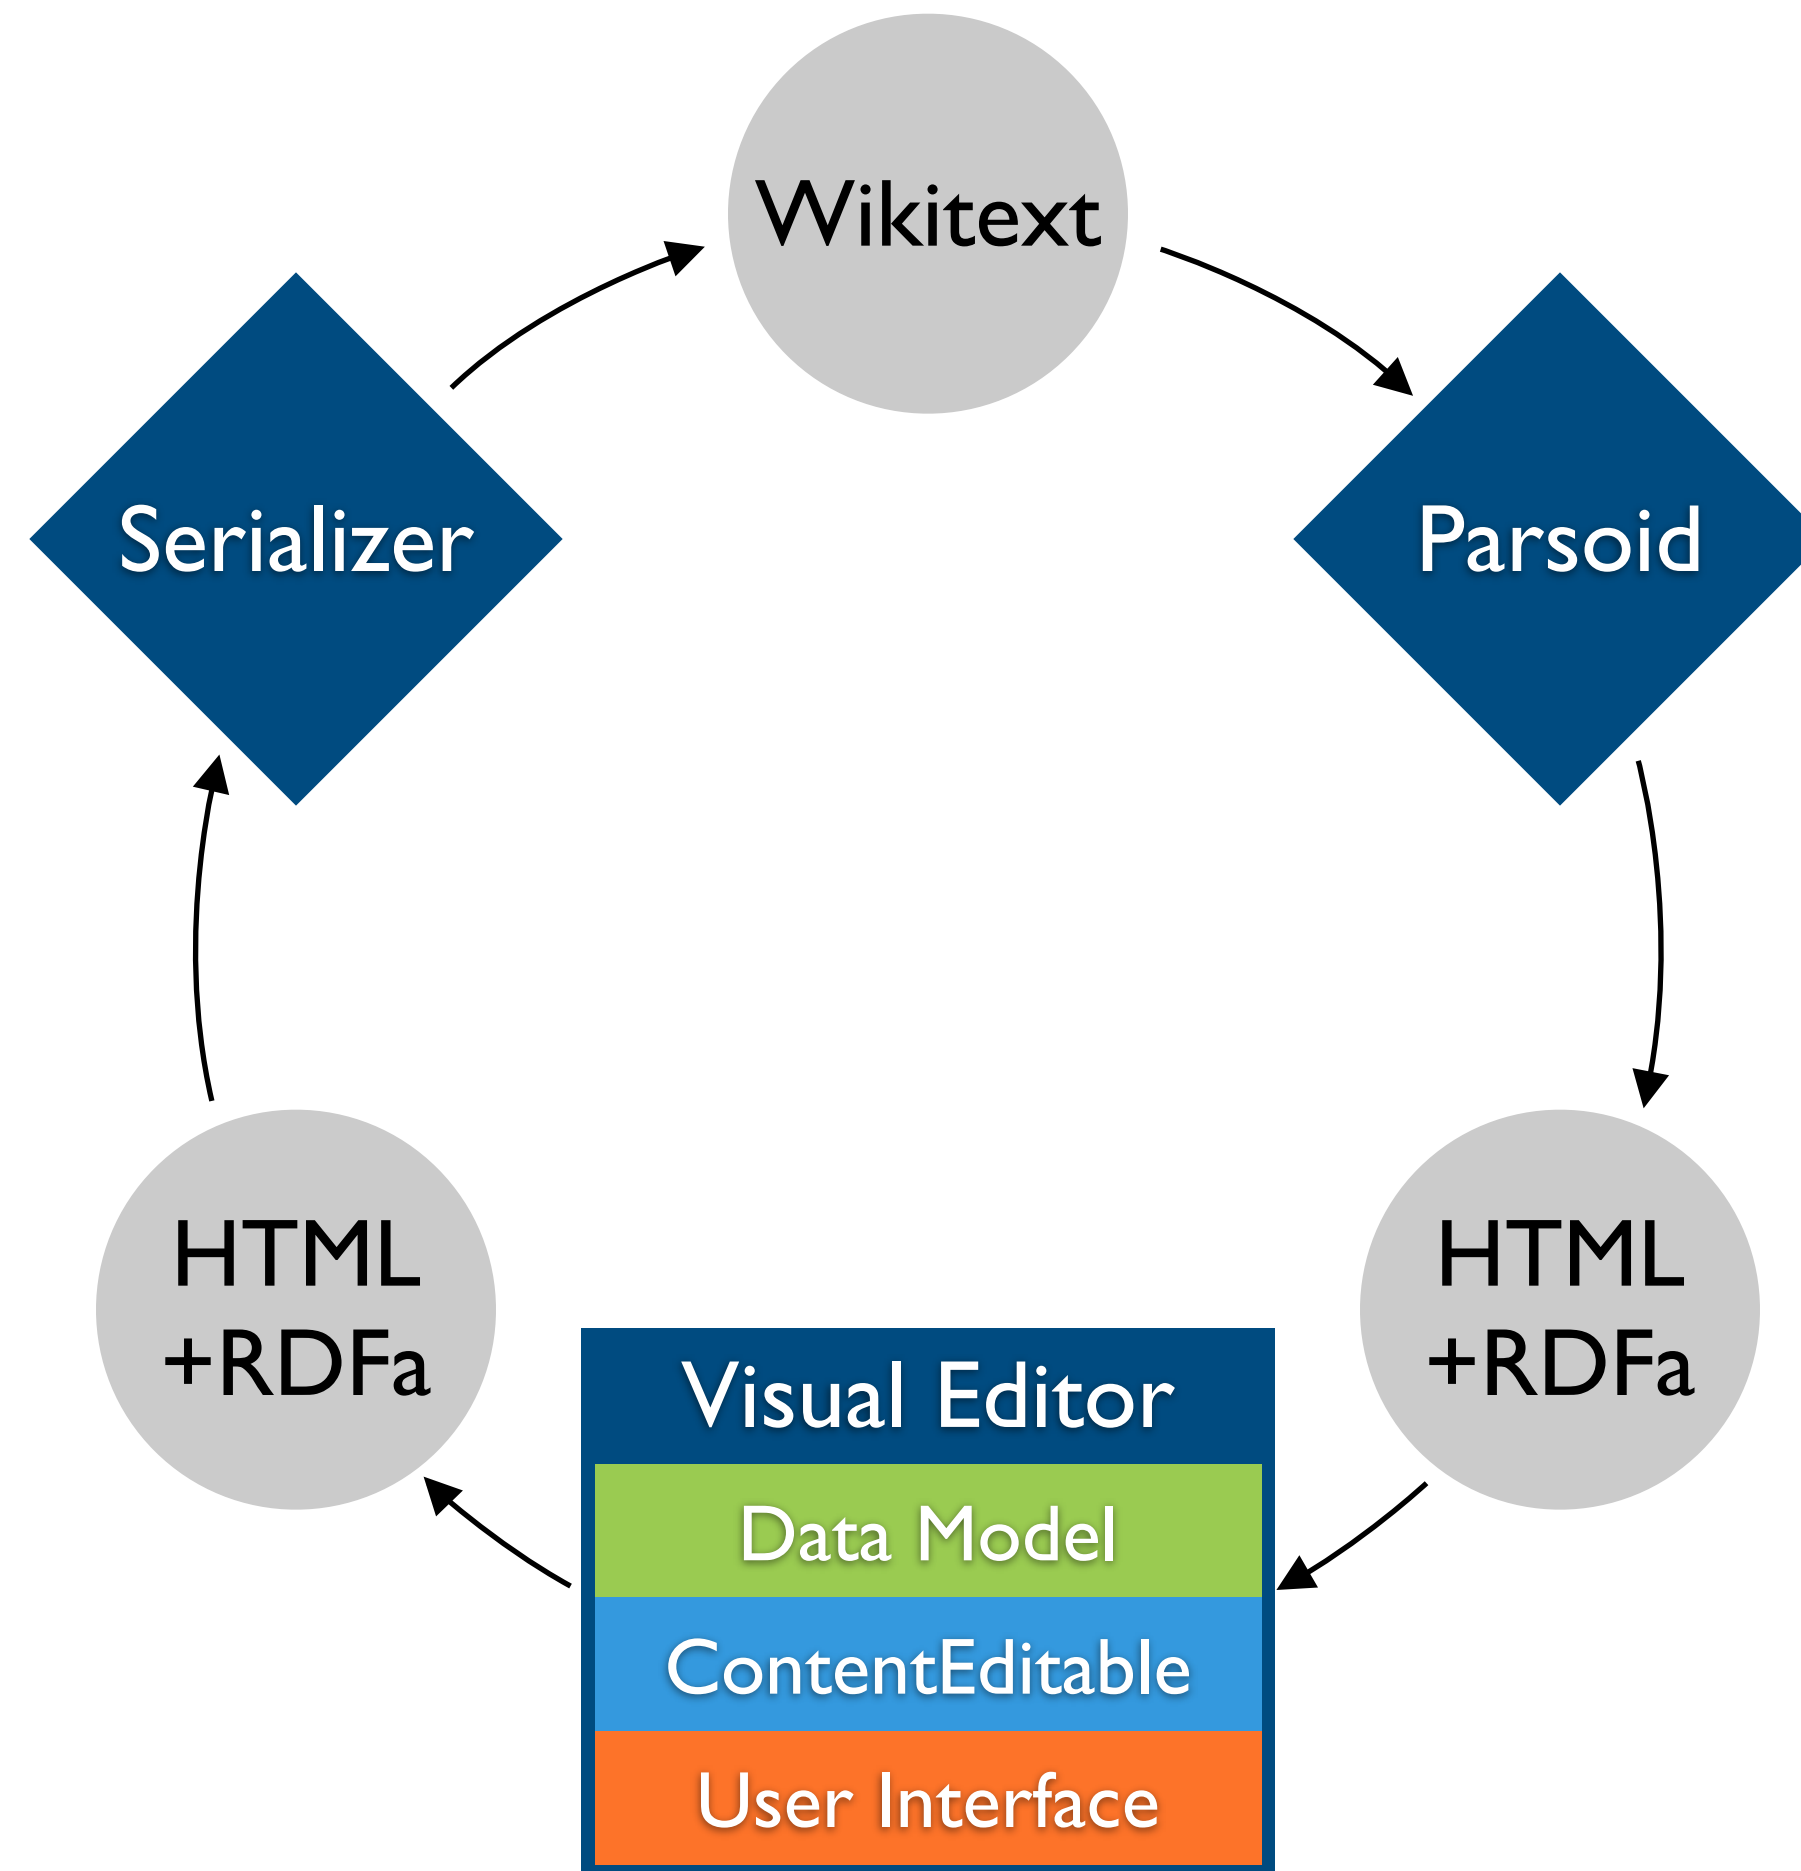 Wikitext
Serializer
Parsoid
HTML
+RDFa
HTML
+RDFa
Visual Editor
Data Model
ContentEditable
User Interface